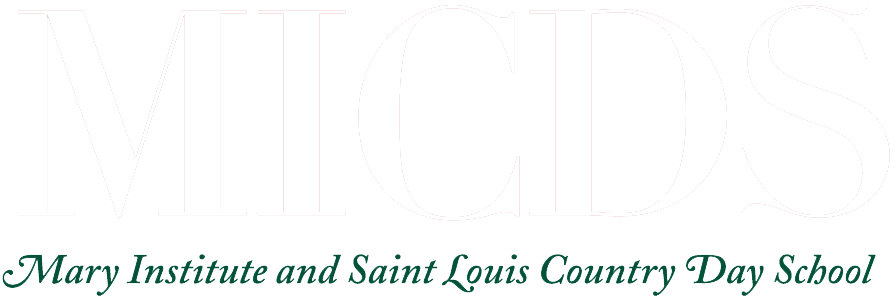 MICDS
Mary Institute and Saint Louis Country Day School